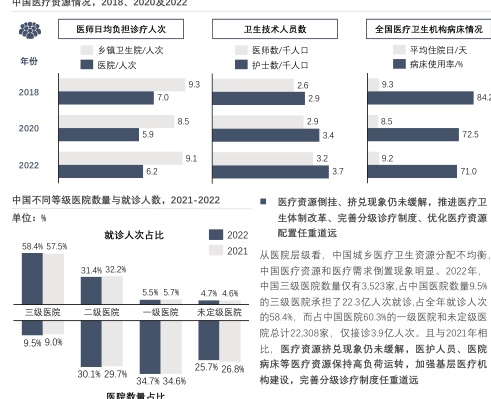 中国医疗资源情况，2018、2020及2022
医师日均负担诊疗人次
卫生技术人员数
全国医疗卫生机构病床情况
年份
乡镇卫生院/人次
医院/人次
医师数/千人口
护士数/千人口
平均住院日/天
病床使用率/%
2018
9.3
7.0
2.6
2.9
9.3
84.2
2020
8.5
5.9
2.9
3.4
8.5
72.5
2022
9.1
6.2
3.2
3.7
9.2
71.0
中国不同等级医院数量与就诊人数，2021-2022
单位：%
就诊人次占比
2022
2021
58.4% 57.5%
31.4% 32.2%
5.5% 5.7%
4.7% 4.6%
三级医院
二级医院
一级医院
未定级医院
9.5% 9.0%
30.1% 29.7%
34.7% 34.6%
25.7% 26.8%
医院数量占比
■ 医疗资源倒挂、挤兑现象仍未缓解，推进医疗卫
生体制改革、完善分级诊疗制度、优化医疗资源
配置任重道远
从医院层级看，中国城乡医疗卫生资源分配不均衡，
中国医疗资源和医疗需求倒置现象明显。2022年，
中国三级医院数量仅有3,523家,占中国医院数量9.5%
的三级医院承担了22.3亿人次就诊,占全年就诊人次
的58.4%，而占中国医院60.3%的一级医院和未定级医
院总计22,308家，仅接诊3.9亿人次。且与2021年相
比，医疗资源挤兑现象仍未缓解，医护人员、医院
病床等医疗资源保持高负荷运转，加强基层医疗机
构建设，完善分级诊疗制度任重道远